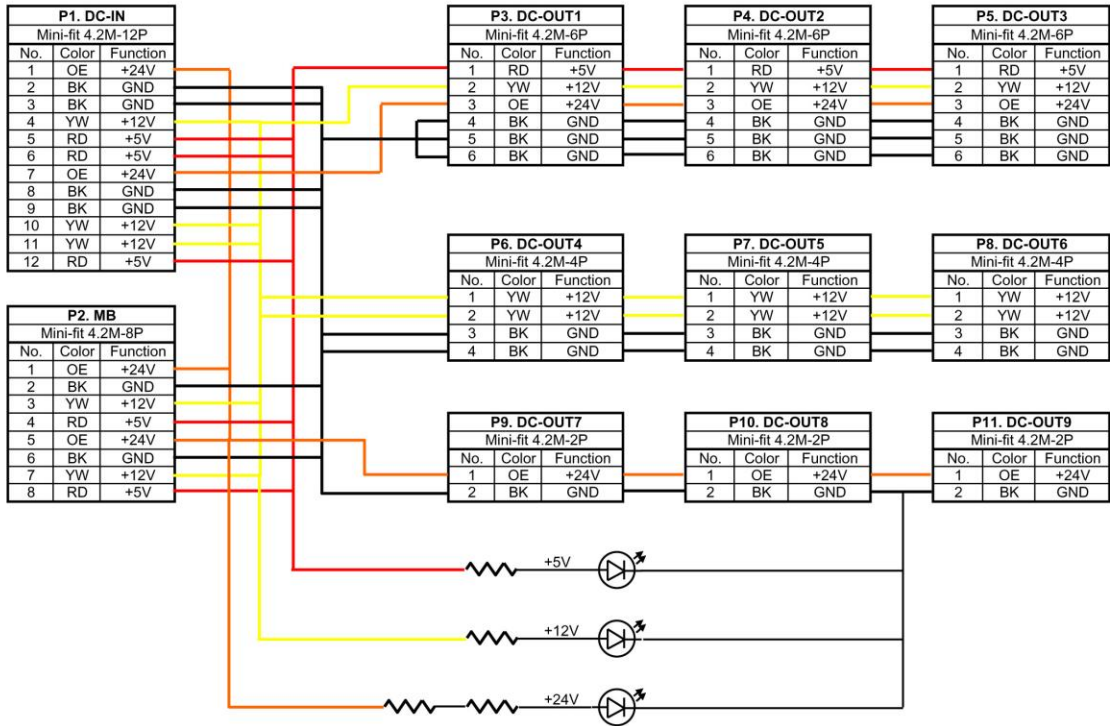 P1. DC-IN
Mini-fit 4.2M-12P
No. Color Function
1 OE +24V
2 BK GND
3 BK GND
4 YW +12V
5 RD +5V
6 RD +5V
7 OE +24V
8 BK GND
9 BK GND
10 YW +12V
11 YW +12V
12 RD +5V
P2. MB
Mini-fit 4.2M-8P
No. Color Function
1 OE +24V
2 BK GND
3 YW +12V
4 RD +5V
5 OE +24V
6 BK GND
7 YW +12V
8 RD +5V
P3. DC-OUT1
Mini-fit 4.2M-6P
No. Color Function
1 RD +5V
2 YW +12V
3 OE +24V
4 BK GND
5 BK GND
6 BK GND
P4. DC-OUT2
Mini-fit 4.2M-6P
No. Color Function
1 RD +5V
2 YW +12V
3 OE +24V
4 BK GND
5 BK GND
6 BK GND
P5. DC-OUT3
Mini-fit 4.2M-6P
No. Color Function
1 RD +5V
2 YW +12V
3 OE +24V
4 BK GND
5 BK GND
6 BK GND
P6. DC-OUT4
Mini-fit 4.2M-4P
No. Color Function
1 YW +12V
2 YW +12V
3 BK GND
4 BK GND
P7. DC-OUT5
Mini-fit 4.2M-4P
No. Color Function
1 YW +12V
2 YW +12V
3 BK GND
4 BK GND
P8. DC-OUT6
Mini-fit 4.2M-4P
No. Color Function
1 YW +12V
2 YW +12V
3 BK GND
4 BK GND
P9. DC-OUT7
Mini-fit 4.2M-2P
No. Color Function
1 OE +24V
2 BK GND
P10. DC-OUT8
Mini-fit 4.2M-2P
No. Color Function
1 OE +24V
2 BK GND
P11. DC-OUT9
Mini-fit 4.2M-2P
No. Color Function
1 OE +24V
2 BK GND
+5V
+12V
+24V